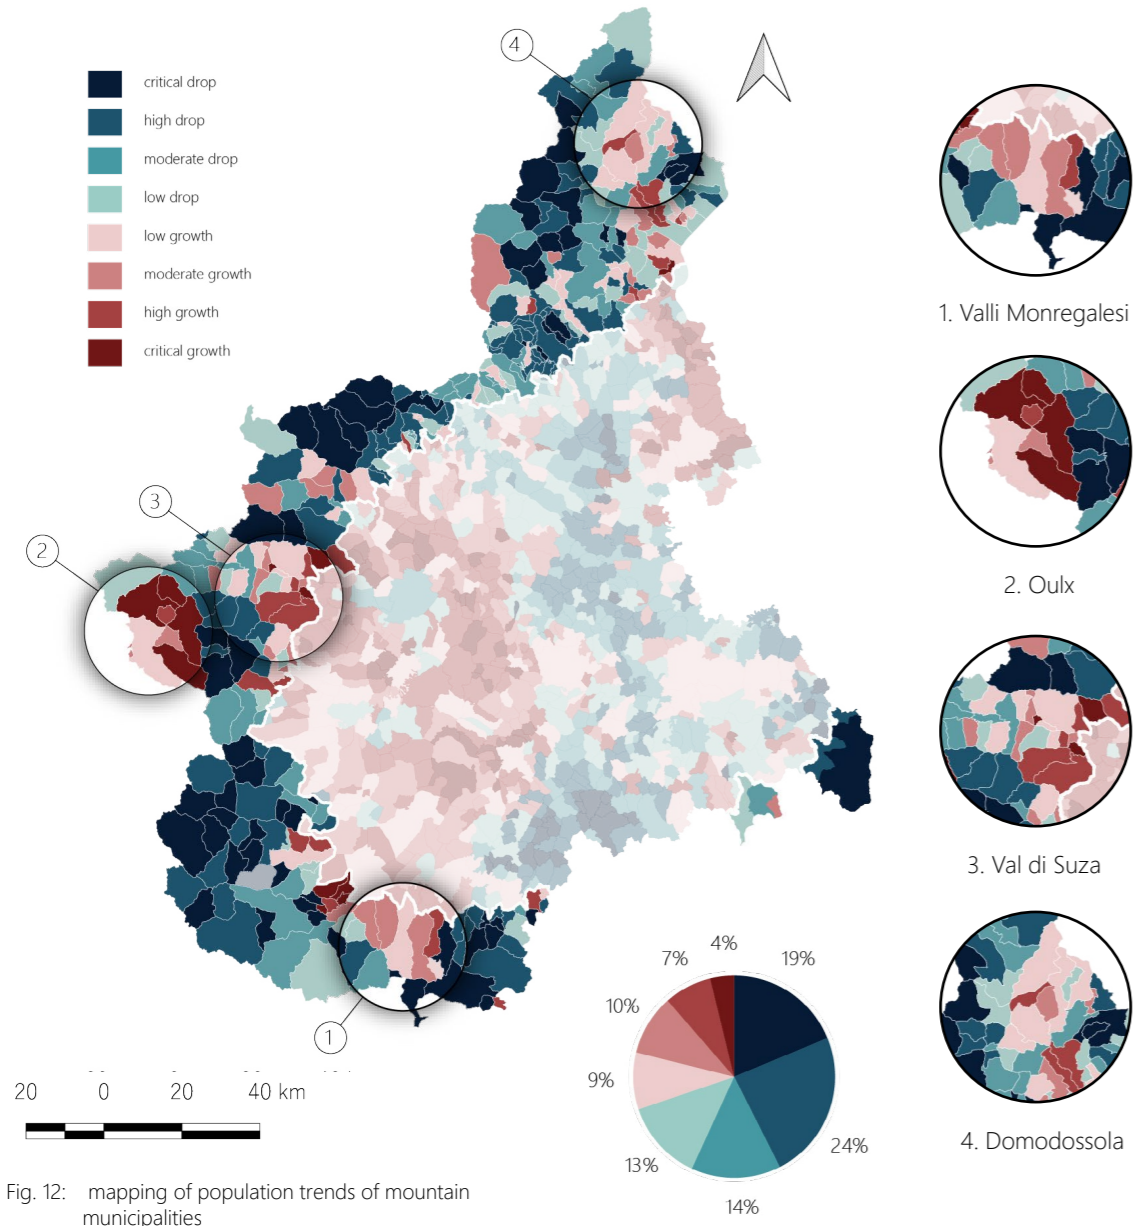 critical drop
high drop
moderate drop
low drop
low growth
moderate growth
high growth
critical growth
4
3
2
1
1. Valli Monregalesi
2. Oulx
3. Val di Suza
4. Domodossola
4%
19%
7%
10%
9%
13%
14%
24%
20 0 20 40 km
Fig. 12: mapping of population trends of mountain
municipalities